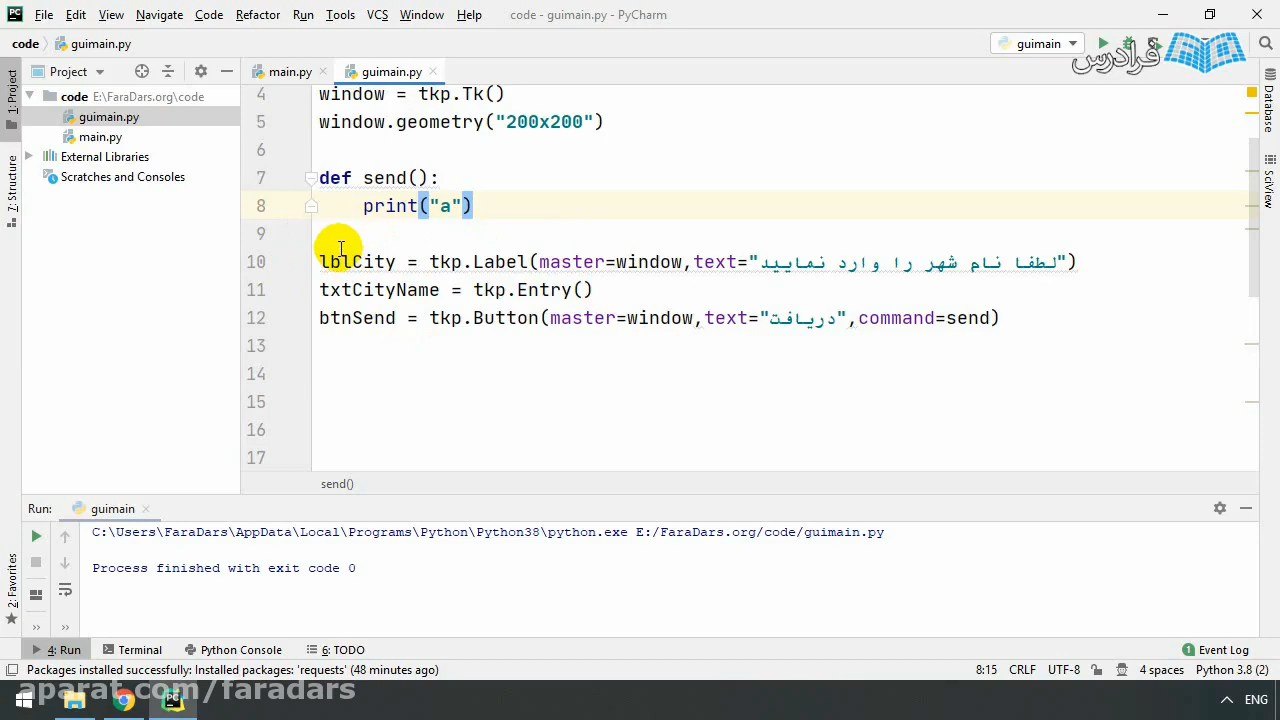 File Edit View Navigate Code Refactor Run Tools VCS Window Help code - guimain.py - PyCharm
code guimain.py guimain فرادرس
1: Project Project main.py guimain.py
code E:\FaraDars.org\code
guimain.py
main.py
External Libraries
Scratches and Consoles
7: Structure
2: Favorites
Database
SciView
4 window = tkp.Tk()
5 window.geometry("200x200")
6
7 def send():
8 print("a")
9
10 lblCity = tkp.Label(master=window,text="لطفا نام شهر را وارد نمایید")
11 txtCityName = tkp.Entry()
12 btnSend = tkp.Button(master=window,text="دریافت",command=send)
13
14
15
16
17
send()
Run: guimain
C:\Users\FaraDars\AppData\Local\Programs\Python\Python38\python.exe E:/FaraDars.org/code/guimain.py
Process finished with exit code 0
4: Run Terminal Python Console 6: TODO 1 Event Log
Packages installed successfully: Installed packages: 'requests' (48 minutes ago) 8:15 CRLF UTF-8 4 spaces Python 3.8 (2)
aparat.com/faradars ENG